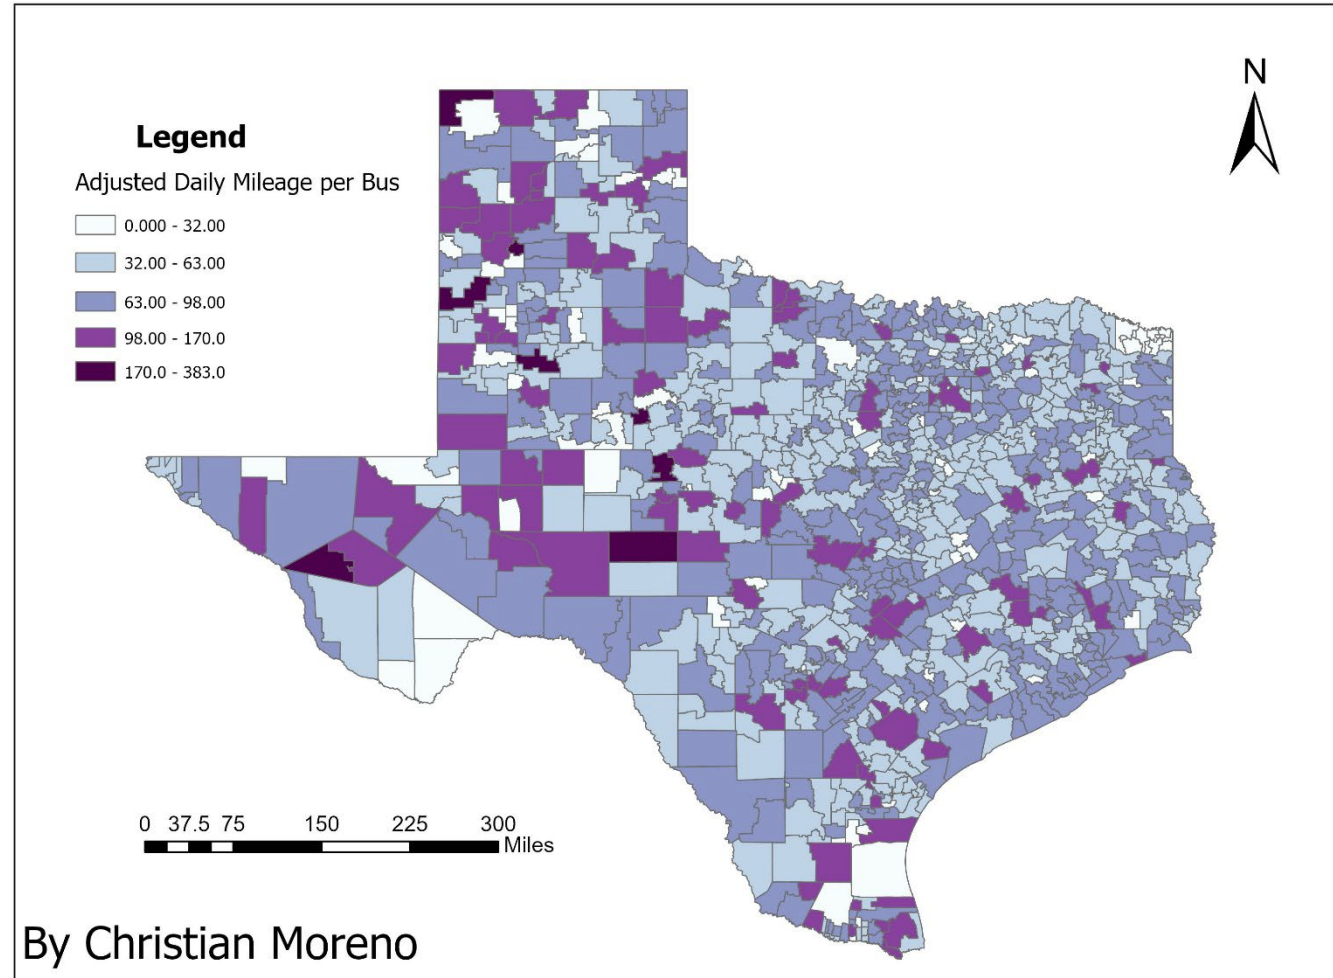 N
Legend
Adjusted Daily Mileage per Bus
0.000 - 32.00
32.00 - 63.00
63.00 - 98.00
98.00 - 170.0
170.0 - 383.0
0 37.5 75 150 225 300
Miles
By Christian Moreno